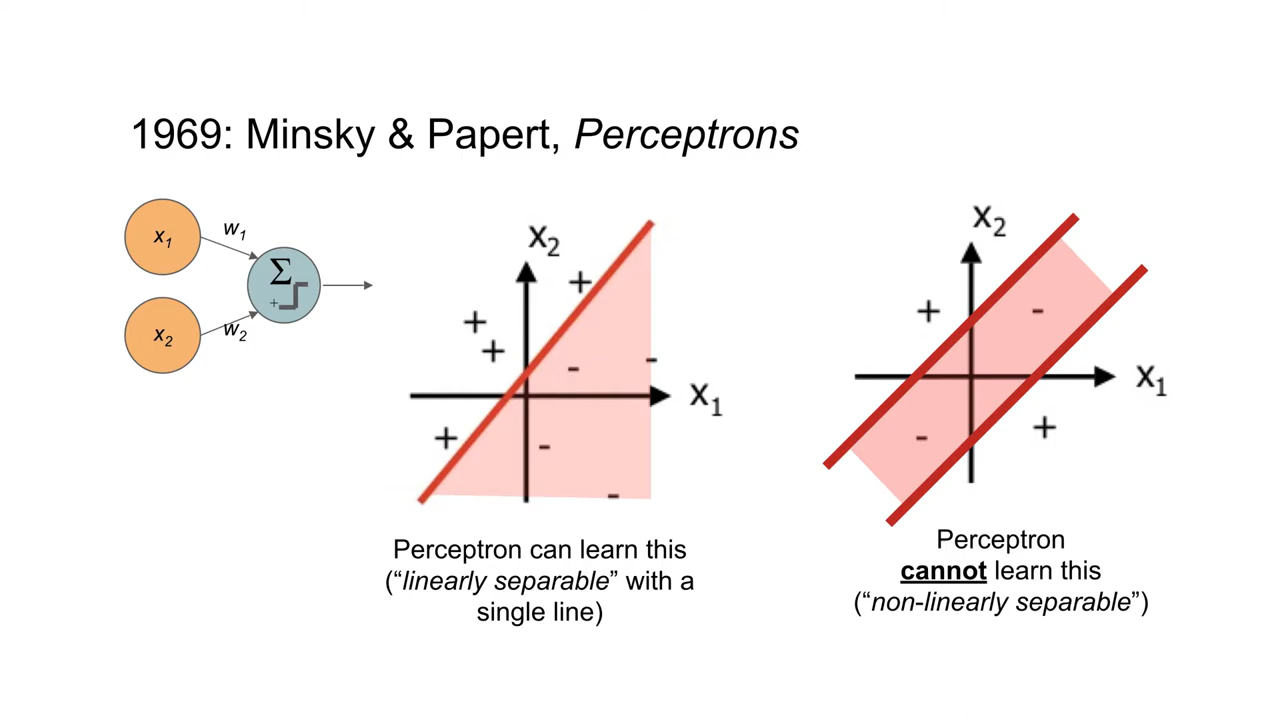 1969: Minsky & Papert, Perceptrons
x1
w1
Σ
+
x2
w2
x2
+
+
+
-
-
x1
+
-
-
Perceptron can learn this
(“linearly separable” with a
single line)
x2
+
-
x1
-
+
Perceptron
cannot learn this
(“non-linearly separable”)